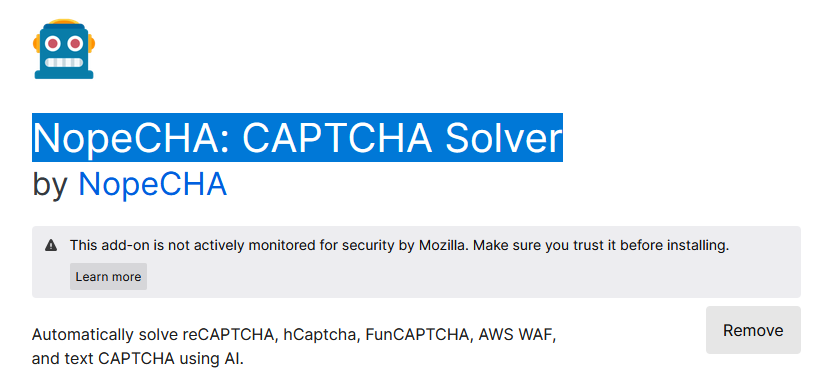 NopeCHA: CAPTCHA Solver
by NopeCHA
This add-on is not actively monitored for security by Mozilla. Make sure you trust it before installing.
Learn more
Automatically solve reCAPTCHA, hCaptcha, FunCAPTCHA, AWS WAF,
and text CAPTCHA using AI.
Remove